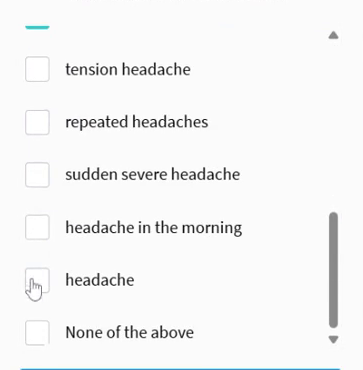 tension headache
repeated headaches
sudden severe headache
headache in the morning
headache
None of the above